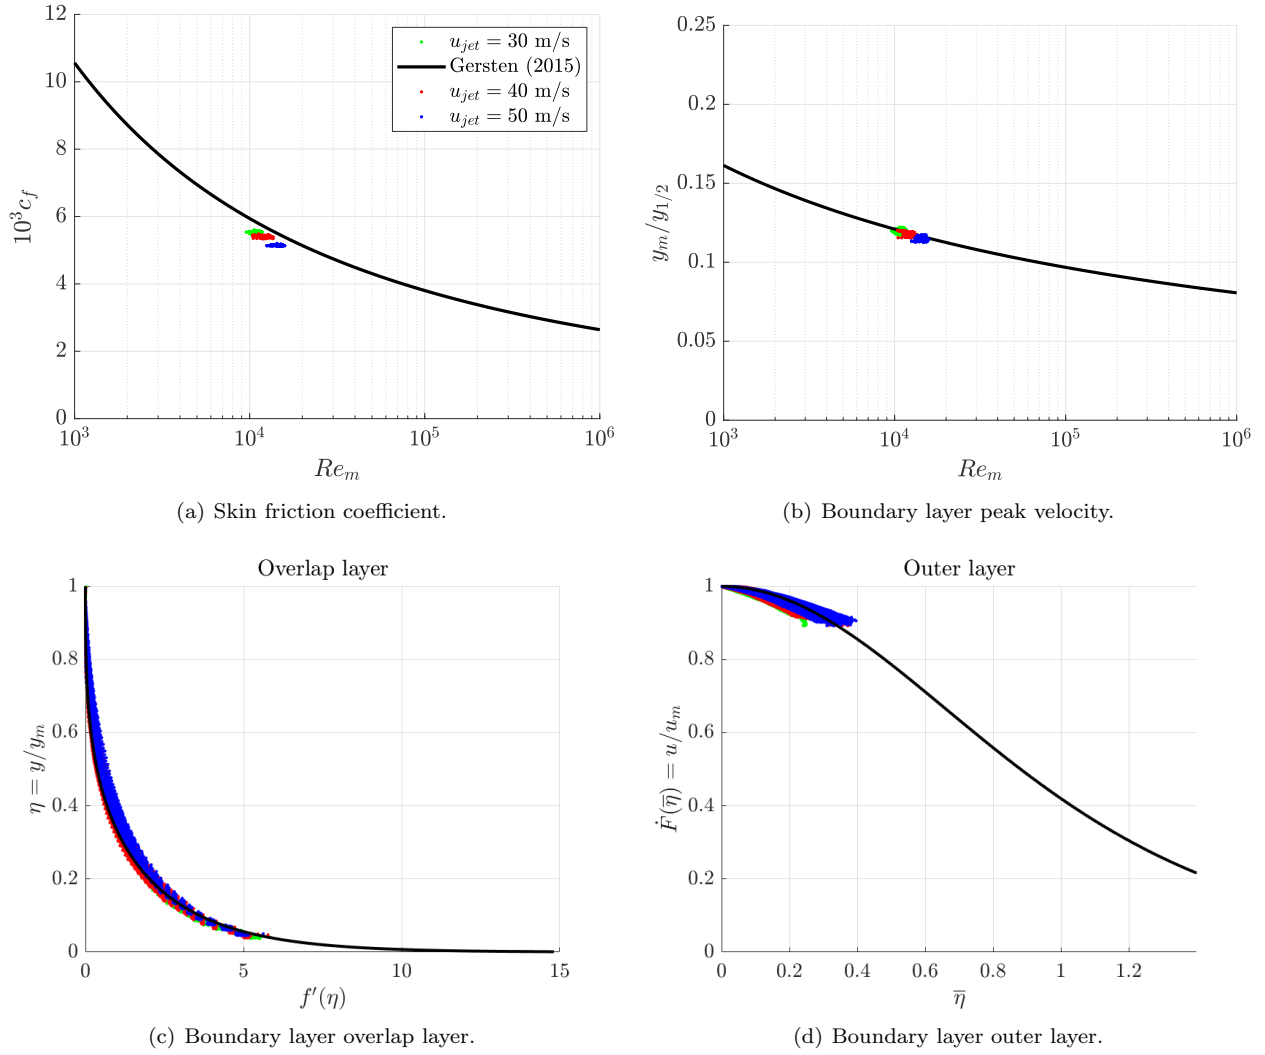 12
10
8
6
4
2
0
10³c_f
10³ 10⁴ 10⁵ 10⁶
Re_m
u_jet = 30 m/s
Gersten (2015)
u_jet = 40 m/s
u_jet = 50 m/s
(a) Skin friction coefficient.
0.25
0.2
0.15
0.1
0.05
0
y_m/y_1/2
10³ 10⁴ 10⁵ 10⁶
Re_m
(b) Boundary layer peak velocity.
Overlap layer
1
0.8
0.6
0.4
0.2
0
η = y/y_m
0 5 10 15
f′(η)
(c) Boundary layer overlap layer.
Outer layer
1
0.8
0.6
0.4
0.2
0
Ḟ(η̅) = u/u_m
0 0.2 0.4 0.6 0.8 1 1.2
η̅
(d) Boundary layer outer layer.